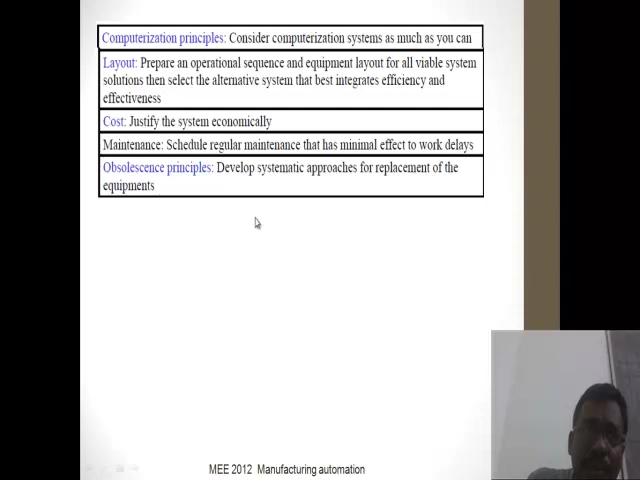 Computerization principles: Consider computerization systems as much as you can
Layout: Prepare an operational sequence and equipment layout for all viable system
solutions then select the alternative system that best integrates efficiency and
effectiveness
Cost: Justify the system economically
Maintenance: Schedule regular maintenance that has minimal effect to work delays
Obsolescence principles: Develop systematic approaches for replacement of the
equipments
MEE 2012 Manufacturing automation